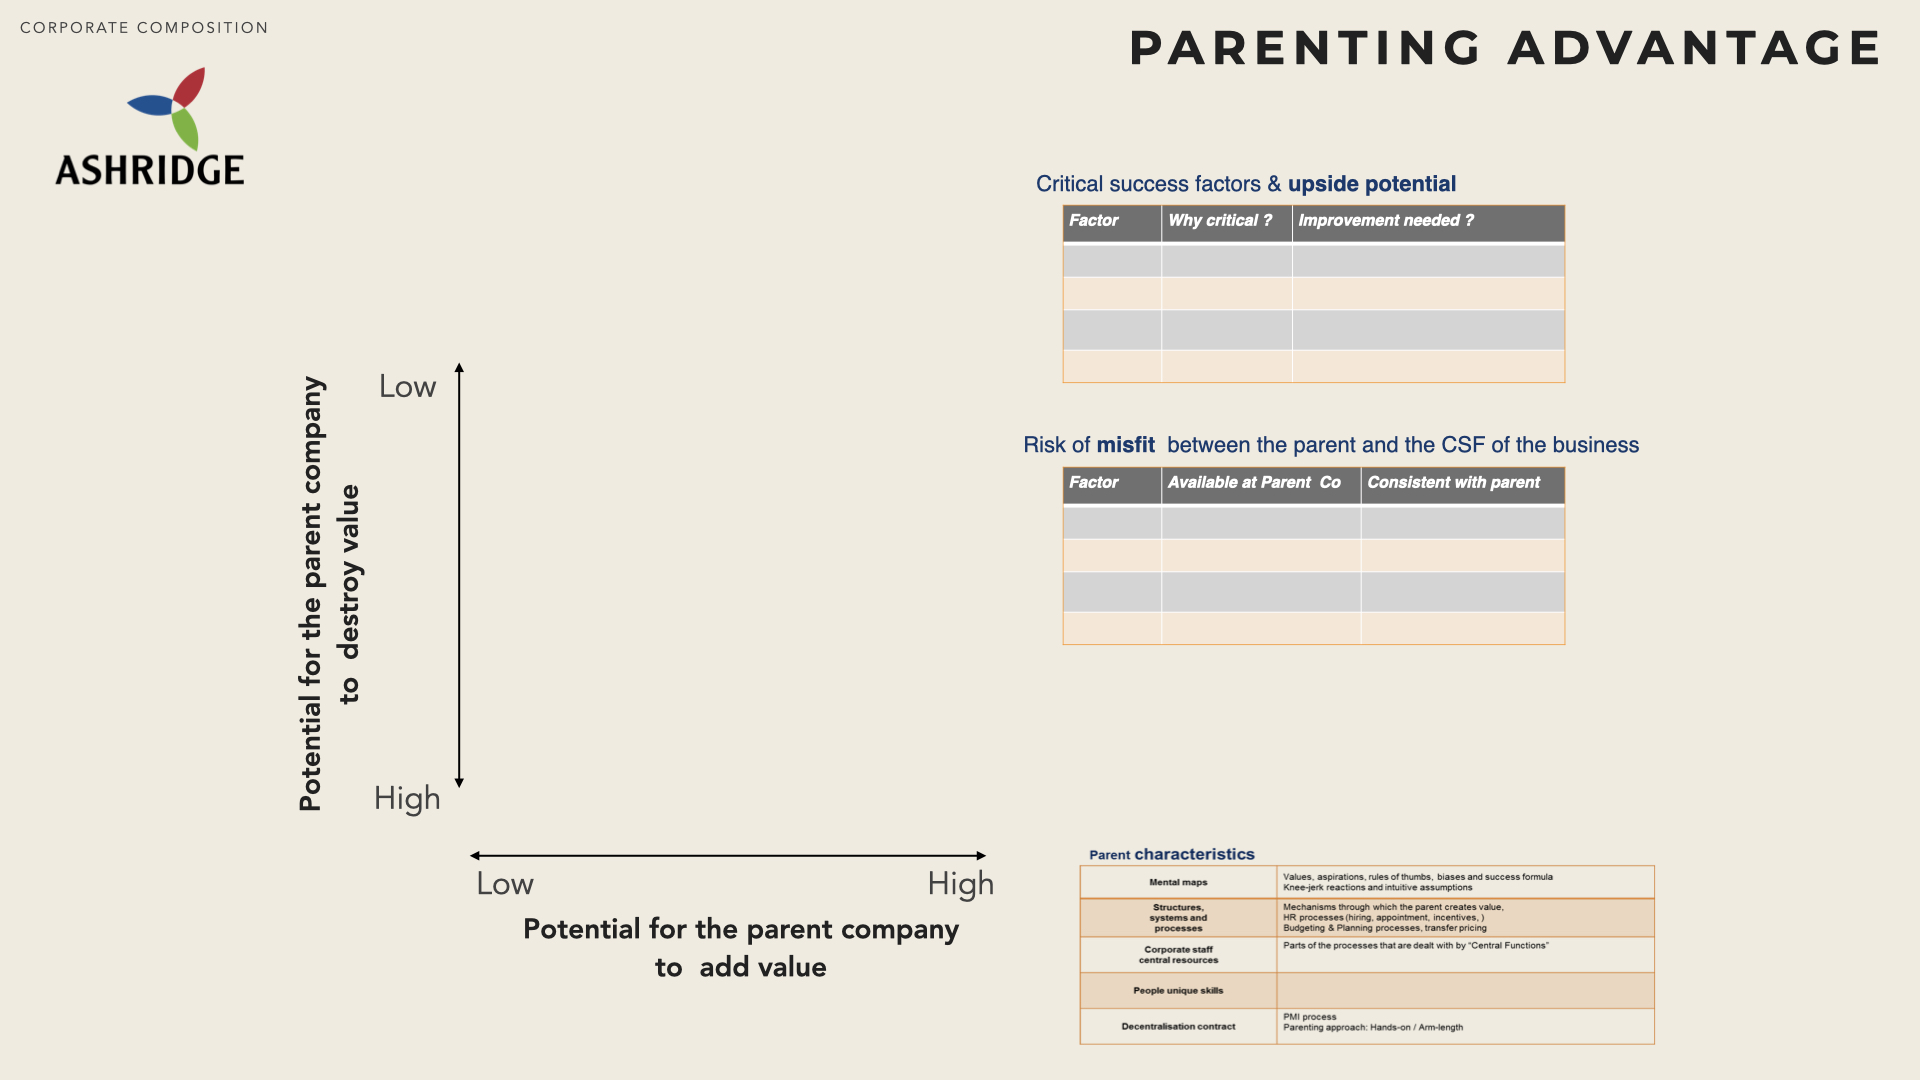 CORPORATE COMPOSITION
PARENTING ADVANTAGE
ASHRIDGE
Critical success factors & upside potential
Factor Why critical ? Improvement needed ?
Risk of misfit between the parent and the CSF of the business
Factor Available at Parent Co Consistent with parent
Potential for the parent company
to destroy value
Low
High
Low High
Potential for the parent company
to add value
Parent characteristics
Mental maps
Values, aspirations, rules of thumbs, biases and success formula
Knee-jerk reactions and intuitive assumptions
Structures,
systems and
processes
Mechanisms through which the parent creates value,
HR processes (hiring, appointment, incentives, )
Budgeting & Planning processes, transfer pricing
Corporate staff
central resources
Parts of the processes that are dealt with by “Central Functions”
People unique skills
Decentralisation contract
PMI process
Parenting approach: Hands-on / Arm-length